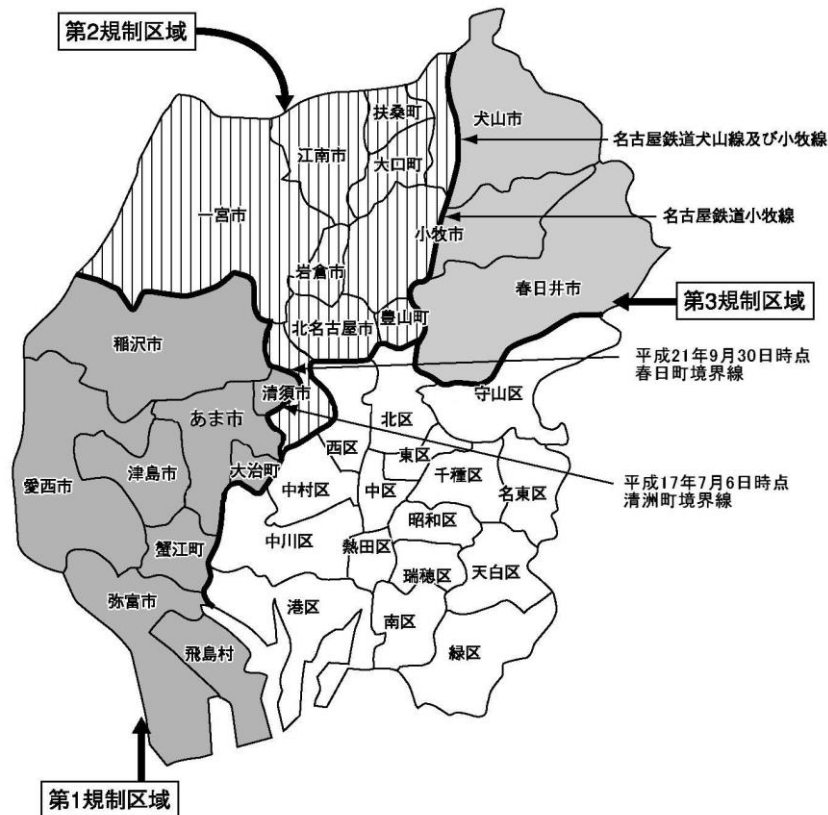 第2規制区域
扶桑町
犬山市
名古屋鉄道犬山線及び小牧線
江南市
大口町
一宮市
名古屋鉄道小牧線
小牧市
岩倉市
春日井市
第3規制区域
北名古屋市
豊山町
稲沢市
平成21年9月30日時点
春日町境界線
清須市
守山区
あま市
北区
西区
東区
大治町
津島市
千種区
愛西市
中村区
中区
名東区
平成17年7月6日時点
清洲町境界線
昭和区
蟹江町
中川区
熱田区
瑞穂区
天白区
弥富市
港区
南区
飛島村
緑区
第1規制区域